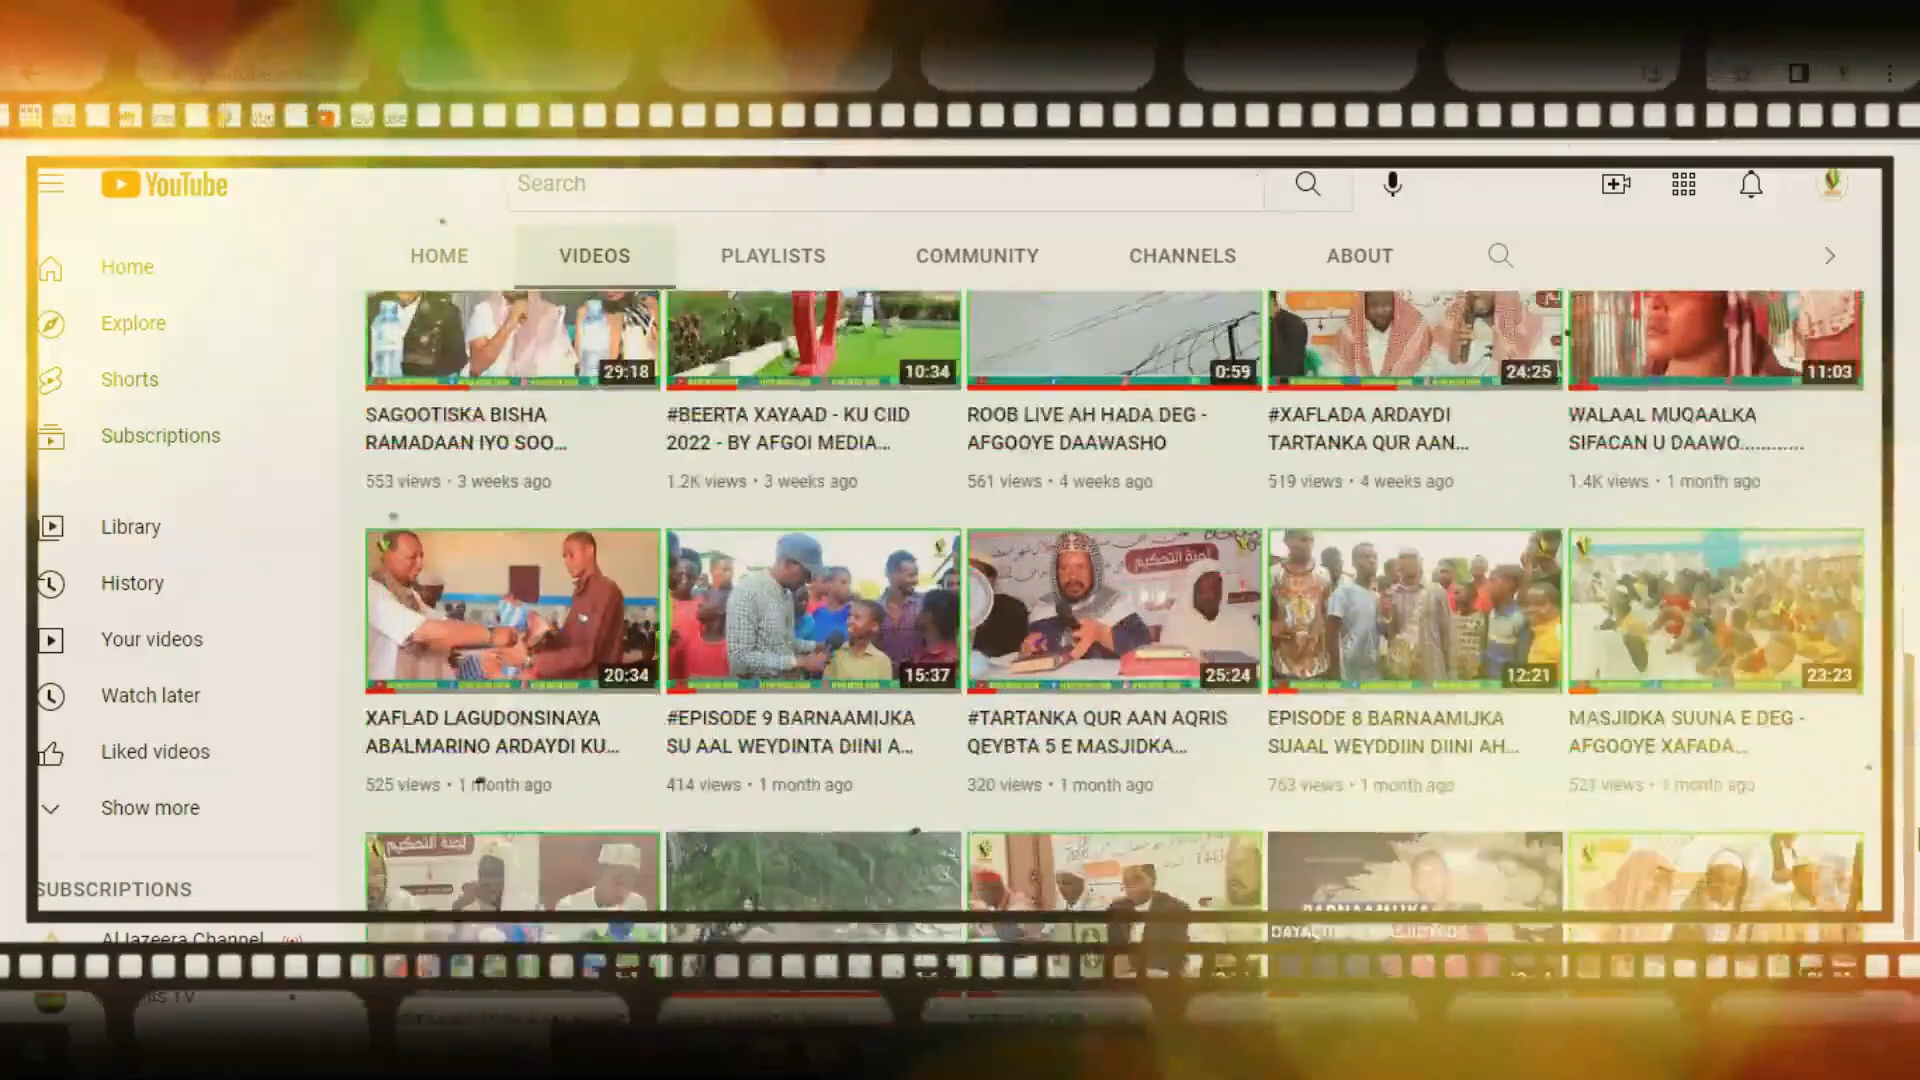 YouTube
Search
HOME
VIDEOS
PLAYLISTS
COMMUNITY
CHANNELS
ABOUT
Home
Explore
Shorts
Subscriptions
Library
History
Your videos
Watch later
Liked videos
Show more
SUBSCRIPTIONS
AlJazeera Channel
29:18
10:34
0:59
24:25
11:03
SAGOOTISKA BISHA
RAMADAAN IYO SOO...
553 views • 3 weeks ago
#BEERTA XAYAAD - KU CIID
2022 - BY AFGOI MEDIA...
1.2K views • 3 weeks ago
ROOB LIVE AH HADA DEG -
AFGOOYE DAAWASHO
561 views • 4 weeks ago
#XAFLADA ARDAYDI
TARTANKA QUR AAN...
519 views • 4 weeks ago
WALAAL MUQAALKA
SIFACAN U DAAWO............
1.4K views • 1 month ago
لجنة التحكيم
20:34
15:37
25:24
12:21
23:23
XAFLAD LAGUDONSINAYA
ABALMARINO ARDAYDI KU...
525 views • 1 month ago
#EPISODE 9 BARNAAMIJKA
SU AAL WEYDINTA DIINI A...
414 views • 1 month ago
#TARTANKA QUR AAN AQRIS
QEYBTA 5 E MASJIDKA...
320 views • 1 month ago
EPISODE 8 BARNAAMIJKA
SUAAL WEYDDIIN DIINI AH...
763 views • 1 month ago
MASJIDKA SUUNA E DEG -
AFGOOYE XAFADA...
521 views • 1 month ago
لجنة التحكيم